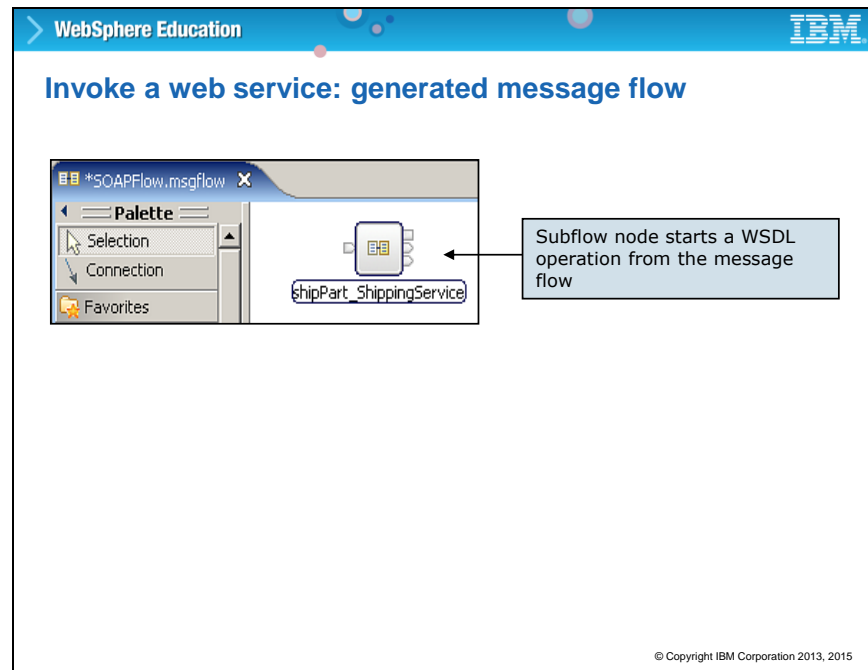 WebSphere Education
IBM
Invoke a web service: generated message flow
*SOAPFlow.msgflow
Palette
Selection
Connection
Favorites
shipPart_ShippingService
Subflow node starts a WSDL
operation from the message
flow
© Copyright IBM Corporation 2013, 2015